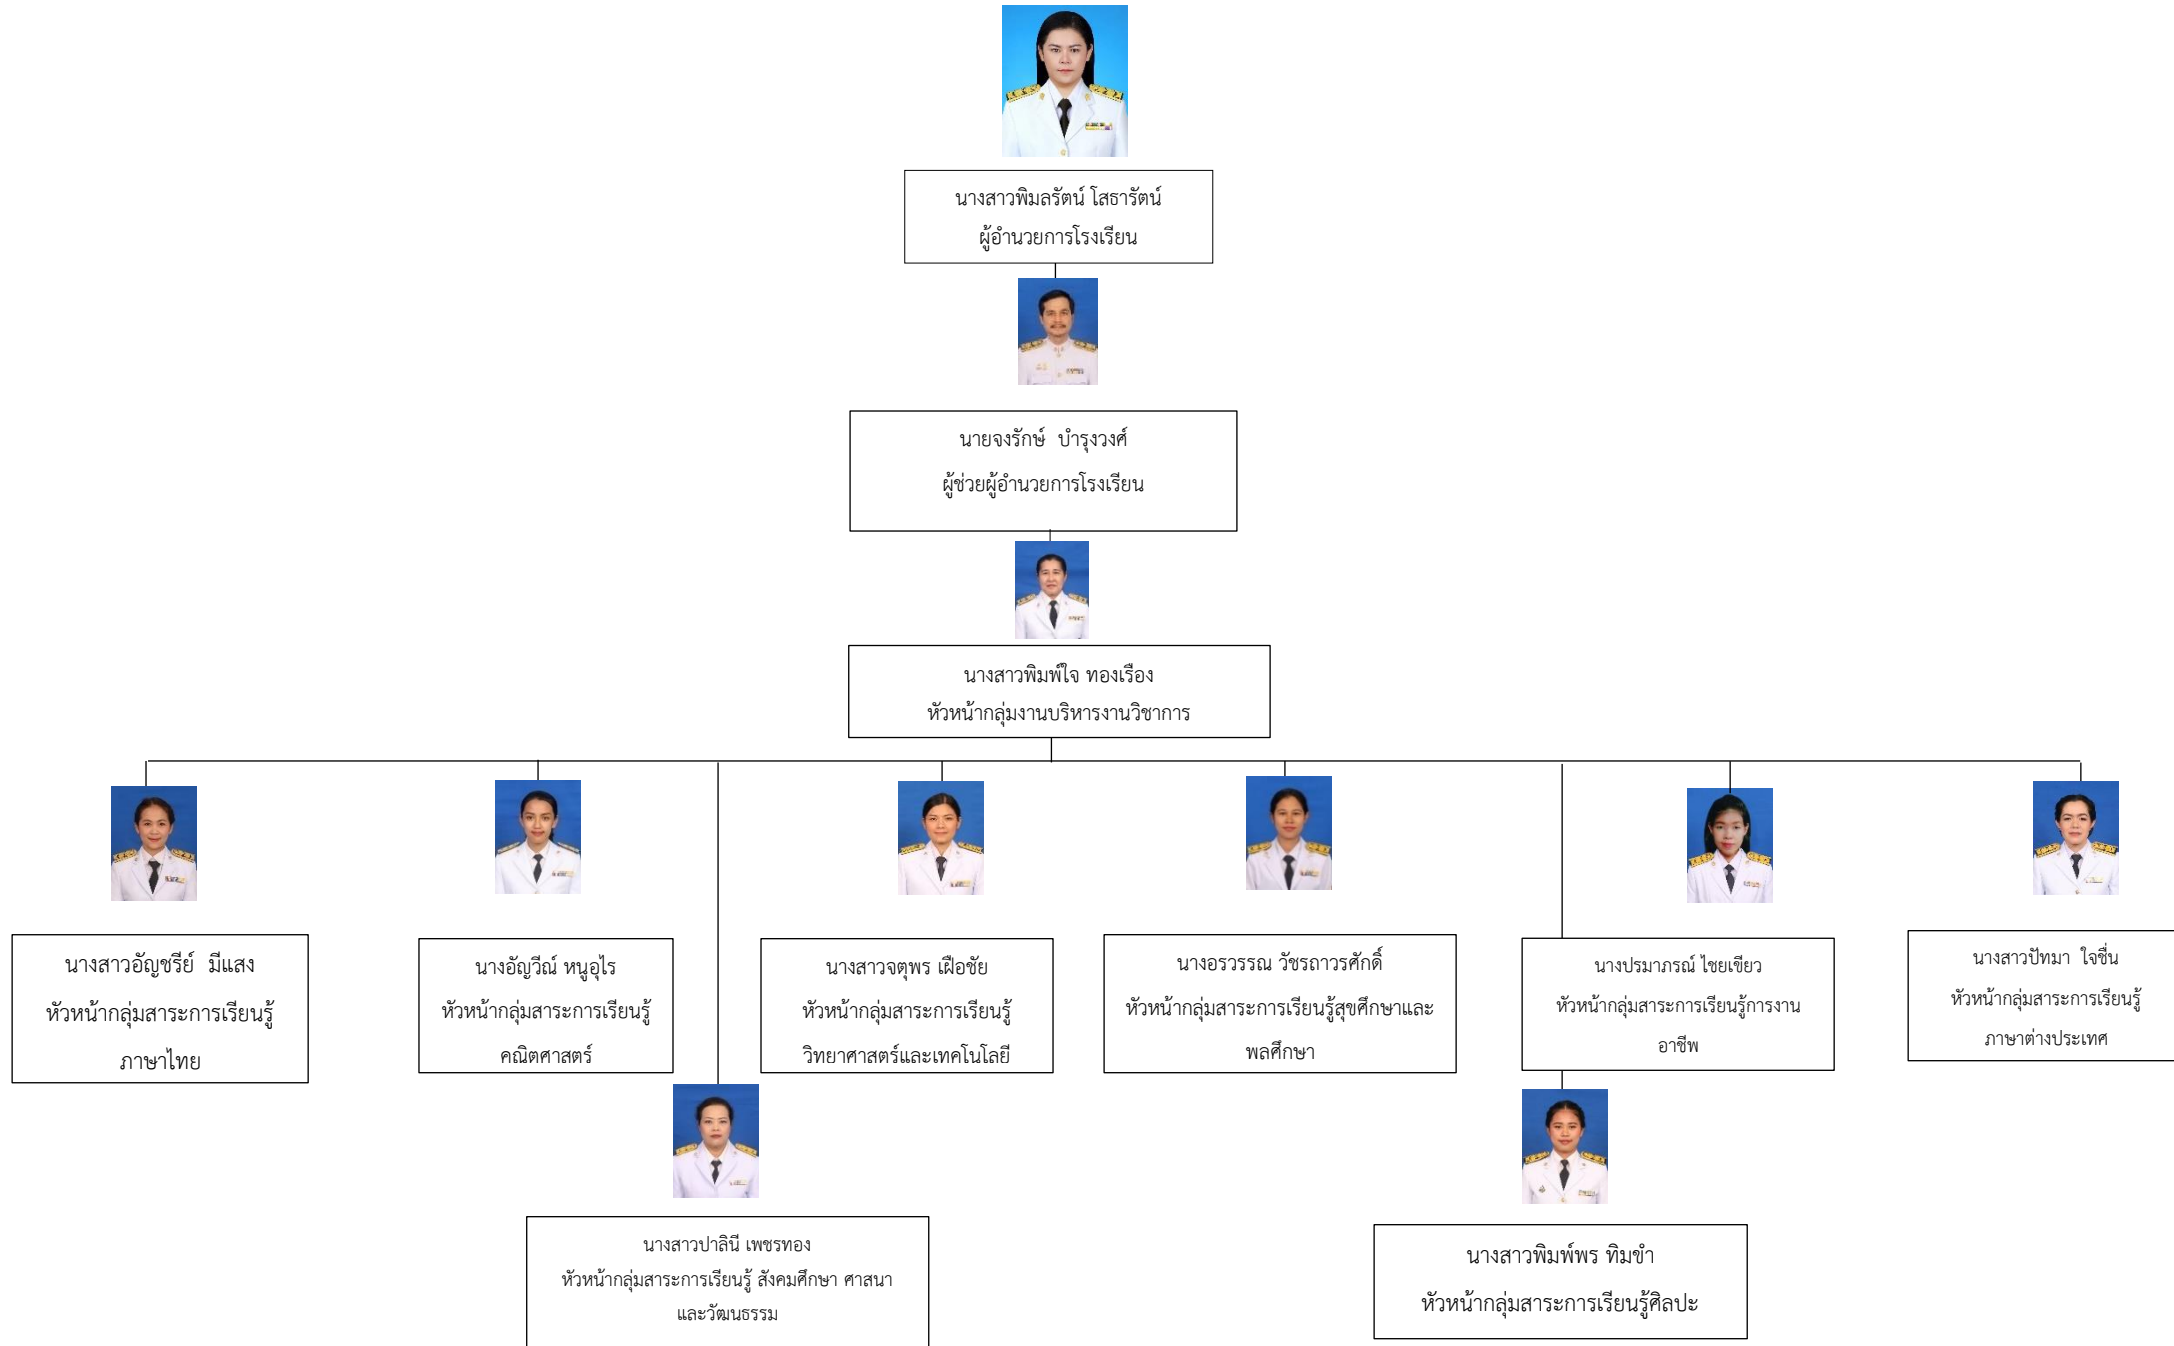 นางสาวพิมลรัตน์ โสธารัตน์
ผู้อำนวยการโรงเรียน
นายจงรักษ์  บำรุงวงศ์
ผู้ช่วยผู้อำนวยการโรงเรียน
นางสาวพิมพ์ใจ ทองเรือง
หัวหน้ากลุ่มงานบริหารงานวิชาการ
นางสาวอัญชรีย์  มีแสง
หัวหน้ากลุ่มสาระการเรียนรู้
ภาษาไทย
นางอัญวีณ์ หนูอุไร
หัวหน้ากลุ่มสาระการเรียนรู้
คณิตศาสตร์
นางสาวจตุพร เฝือชัย
หัวหน้ากลุ่มสาระการเรียนรู้
วิทยาศาสตร์และเทคโนโลยี
นางอรวรรณ วัชรถาวรศักดิ์
หัวหน้ากลุ่มสาระการเรียนรู้สุขศึกษาและ
พลศึกษา
นางปรมาภรณ์ ไชยเขียว
หัวหน้ากลุ่มสาระการเรียนรู้การงาน
อาชีพ
นางสาวปัทมา  ใจชื่น
หัวหน้ากลุ่มสาระการเรียนรู้
ภาษาต่างประเทศ
นางสาวปาลินี เพชรทอง
หัวหน้ากลุ่มสาระการเรียนรู้ สังคมศึกษา ศาสนา
และวัฒนธรรม
นางสาวพิมพ์พร ทิมขำ
หัวหน้ากลุ่มสาระการเรียนรู้ศิลปะ